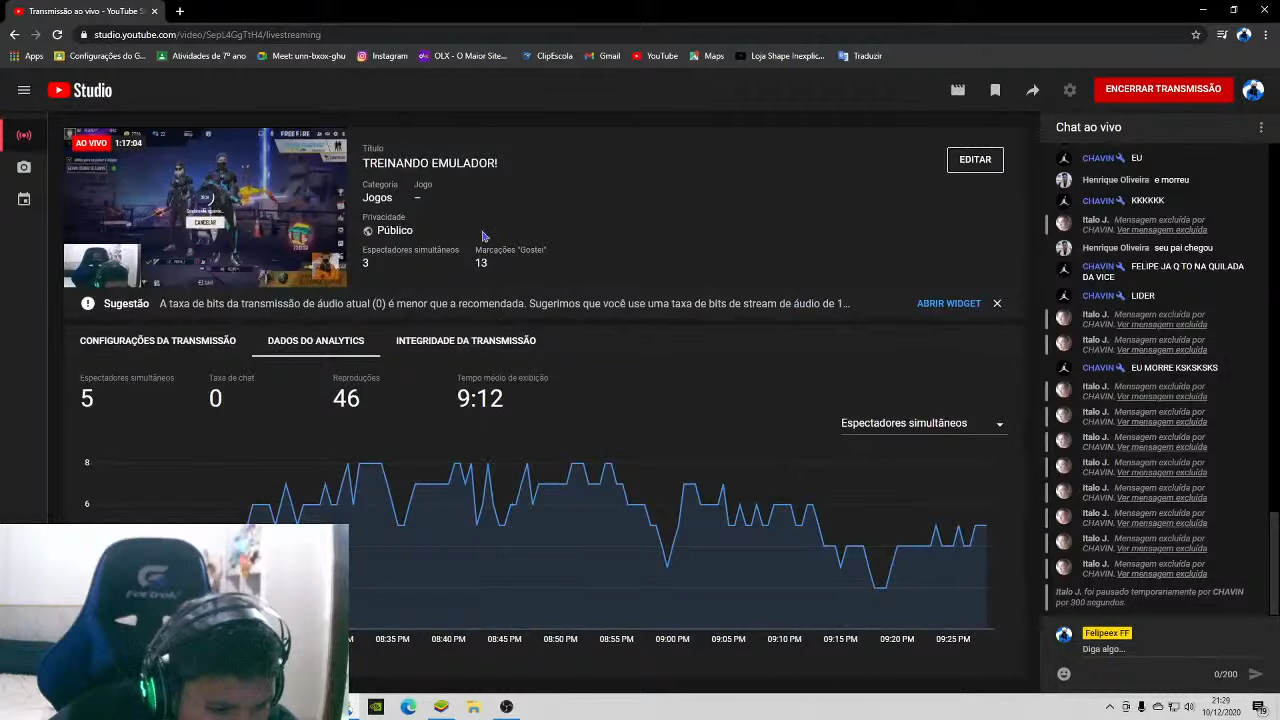 Transmissão ao vivo - YouTube S
studio.youtube.com/video/SepL4GgTtH4/livestreaming
Apps
Configurações do G...
Atividades de 7º ano
Meet: unn-bxox-ghu
Instagram
OLX - O Maior Site...
ClipEscola
Gmail
YouTube
Maps
Loja Shape Inexplic...
Traduzir
Studio
ENCERRAR TRANSMISSÃO
AO VIVO 1:17:04
FREE FIRE
CANCELAR
Título
TREINANDO EMULADOR!
EDITAR
Categoria Jogo
Jogos –
Privacidade
Público
Espectadores simultâneos Marcações "Gostei"
3 13
Sugestão A taxa de bits da transmissão de áudio atual (0) é menor que a recomendada. Sugerimos que você use uma taxa de bits de stream de áudio de 1...
ABRIR WIDGET
CONFIGURAÇÕES DA TRANSMISSÃO DADOS DO ANALYTICS INTEGRIDADE DA TRANSMISSÃO
Espectadores simultâneos Taxa de chat Reproduções Tempo médio de exibição
5 0 46 9:12
Espectadores simultâneos
8
6
M 08:35 PM 08:40 PM 08:45 PM 08:50 PM 08:55 PM 09:00 PM 09:05 PM 09:10 PM 09:15 PM 09:20 PM 09:25 PM
Fortrek
Chat ao vivo
CHAVIN EU
Henrique Oliveira e morreu
CHAVIN KKKKKK
Italo J. Mensagem excluída por
CHAVIN. Ver mensagem excluída
Henrique Oliveira seu pai chegou
CHAVIN FELIPE JA Q TO NA QUILADA
DA VICE
CHAVIN LIDER
Italo J. Mensagem excluída por
CHAVIN. Ver mensagem excluída
Italo J. Mensagem excluída por
CHAVIN. Ver mensagem excluída
CHAVIN EU MORRE KSKSKSKS
Italo J. Mensagem excluída por
CHAVIN. Ver mensagem excluída
Italo J. Mensagem excluída por
CHAVIN. Ver mensagem excluída
Italo J. Mensagem excluída por
CHAVIN. Ver mensagem excluída
Italo J. Mensagem excluída por
CHAVIN. Ver mensagem excluída
Italo J. Mensagem excluída por
CHAVIN. Ver mensagem excluída
Italo J. Mensagem excluída por
CHAVIN. Ver mensagem excluída
Italo J. Mensagem excluída por
CHAVIN. Ver mensagem excluída
Italo J. Mensagem excluída por
CHAVIN. Ver mensagem excluída
Italo J. foi pausado temporariamente por CHAVIN
por 300 segundos.
Felipeex FF
Diga algo...
0/200
21:29
10/12/2020
19